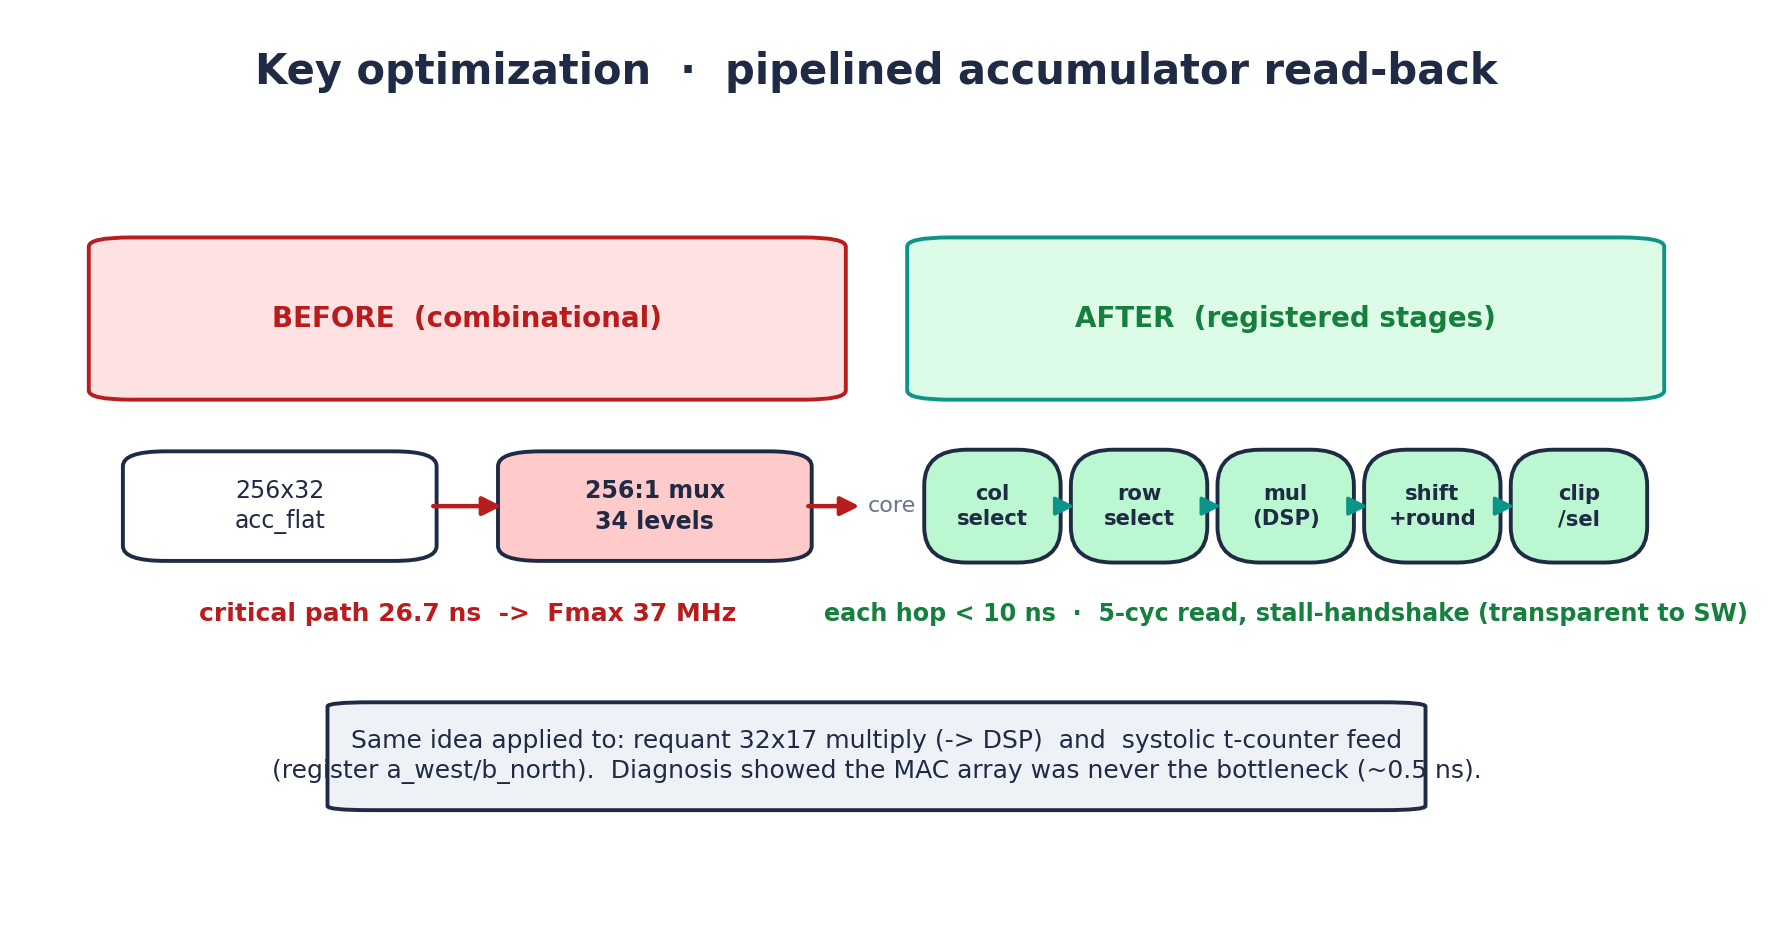 Key optimization · pipelined accumulator read-back
BEFORE (combinational)
AFTER (registered stages)
256x32
acc_flat
256:1 mux
34 levels
core
col
select
row
select
mul
(DSP)
shift
+round
clip
/sel
critical path 26.7 ns -> Fmax 37 MHz
each hop < 10 ns · 5-cyc read, stall-handshake (transparent to SW)
Same idea applied to: requant 32x17 multiply (-> DSP) and systolic t-counter feed
(register a_west/b_north). Diagnosis showed the MAC array was never the bottleneck (~0.5 ns).